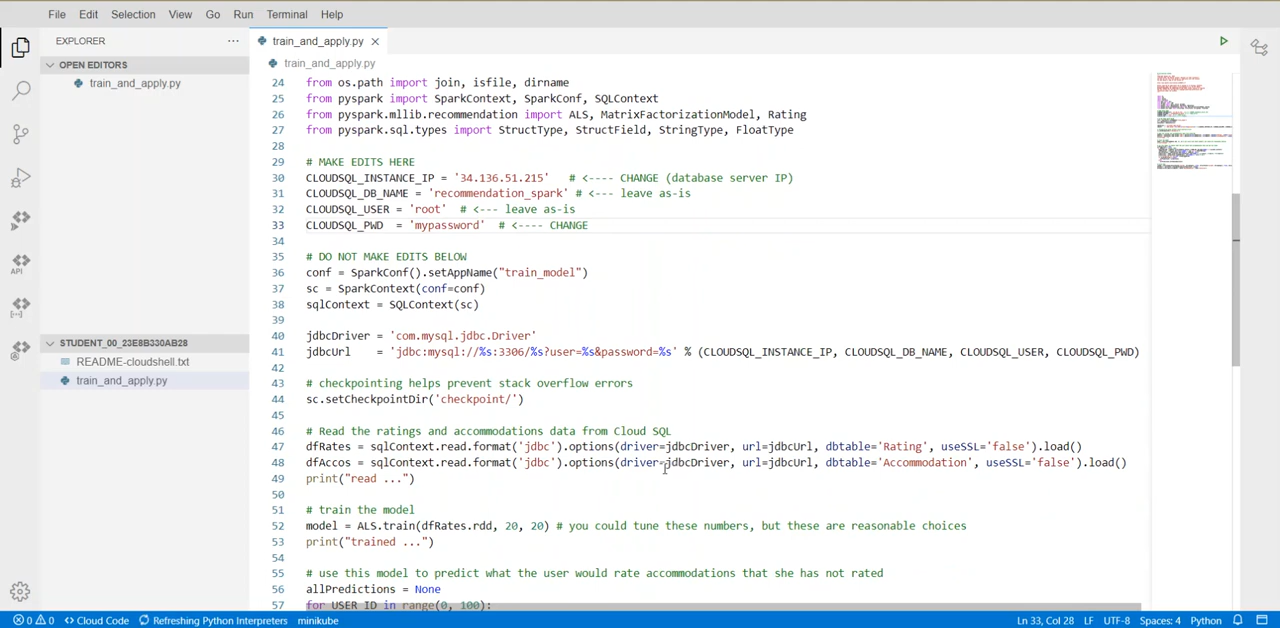 File Edit Selection View Go Run Terminal Help
EXPLORER ...
OPEN EDITORS
train_and_apply.py
STUDENT_00_23E8B330AB28
README-cloudshell.txt
train_and_apply.py
API
train_and_apply.py
train_and_apply.py
24 from os.path import join, isfile, dirname
25 from pyspark import SparkContext, SparkConf, SQLContext
26 from pyspark.mllib.recommendation import ALS, MatrixFactorizationModel, Rating
27 from pyspark.sql.types import StructType, StructField, StringType, FloatType
28
29 # MAKE EDITS HERE
30 CLOUDSQL_INSTANCE_IP = '34.136.51.215'   # <---- CHANGE (database server IP)
31 CLOUDSQL_DB_NAME = 'recommendation_spark' # <--- leave as-is
32 CLOUDSQL_USER = 'root'  # <--- leave as-is
33 CLOUDSQL_PWD  = 'mypassword'  # <---- CHANGE
34
35 # DO NOT MAKE EDITS BELOW
36 conf = SparkConf().setAppName("train_model")
37 sc = SparkContext(conf=conf)
38 sqlContext = SQLContext(sc)
39
40 jdbcDriver = 'com.mysql.jdbc.Driver'
41 jdbcUrl    = 'jdbc:mysql://%s:3306/%s?user=%s&password=%s' % (CLOUDSQL_INSTANCE_IP, CLOUDSQL_DB_NAME, CLOUDSQL_USER, CLOUDSQL_PWD)
42
43 # checkpointing helps prevent stack overflow errors
44 sc.setCheckpointDir('checkpoint/')
45
46 # Read the ratings and accommodations data from Cloud SQL
47 dfRates = sqlContext.read.format('jdbc').options(driver=jdbcDriver, url=jdbcUrl, dbtable='Rating', useSSL='false').load()
48 dfAccos = sqlContext.read.format('jdbc').options(driver=jdbcDriver, url=jdbcUrl, dbtable='Accommodation', useSSL='false').load()
49 print("read ...")
50
51 # train the model
52 model = ALS.train(dfRates.rdd, 20, 20) # you could tune these numbers, but these are reasonable choices
53 print("trained ...")
54
55 # use this model to predict what the user would rate accommodations that she has not rated
56 allPredictions = None
57 for USER_ID in range(0, 100):
0 0 Cloud Code Refreshing Python Interpreters minikube Ln 33, Col 28 LF UTF-8 Spaces: 4 Python